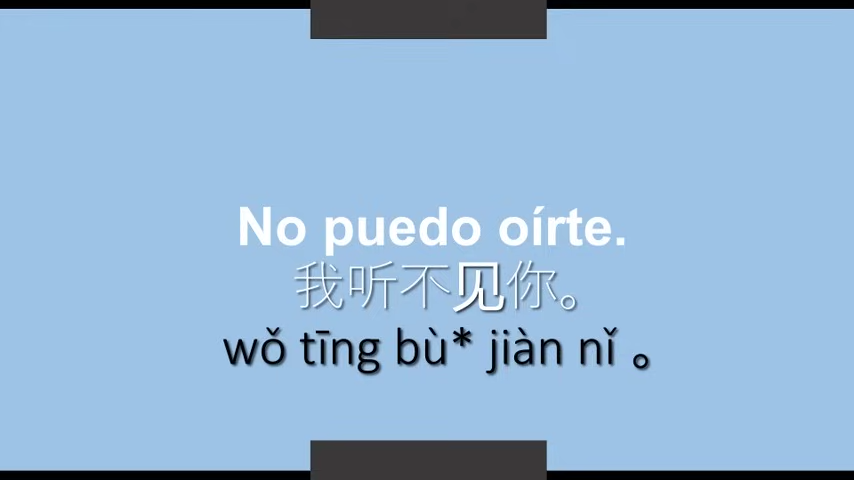 No puedo oírte.
我听不见你。
wǒ tīng bù* jiàn nǐ 。